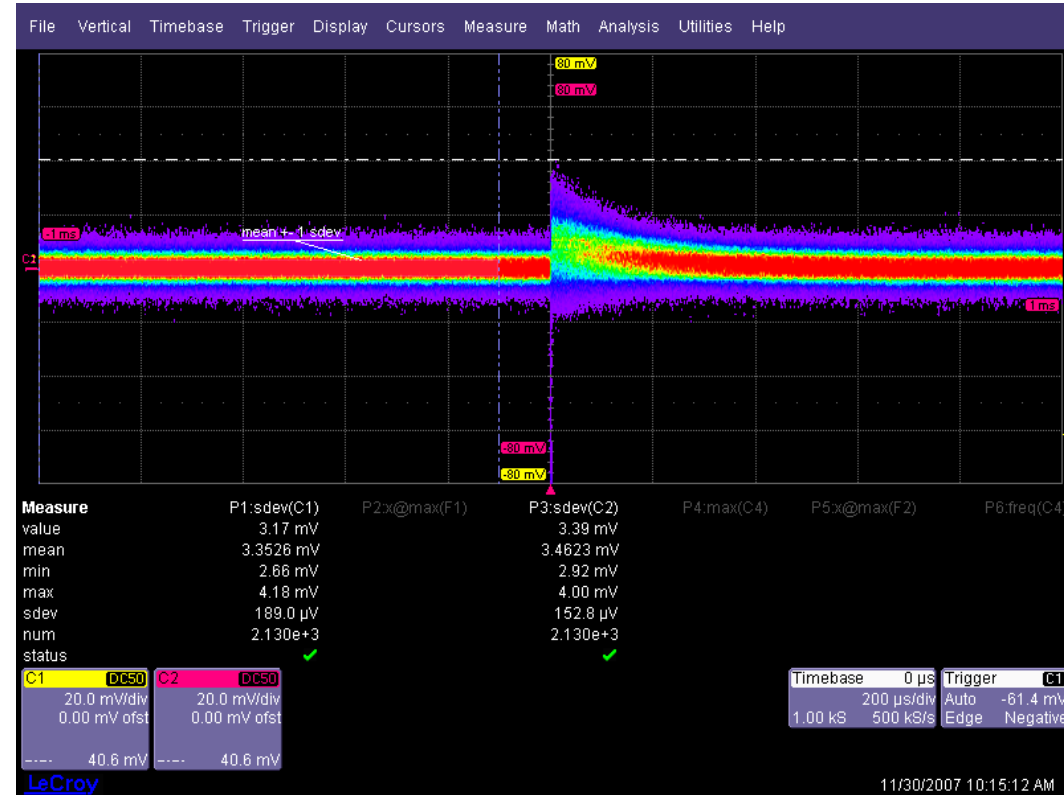 File Vertical Timebase Trigger Display Cursors Measure Math Analysis Utilities Help
80 mV
80 mV
-1 ms
mean +- 1 sdev
C2
1 ms
-80 mV
-80 mV
Measure P1:sdev(C1) P2:x@max(F1) P3:sdev(C2) P4:max(C4) P5:x@max(F2) P6:freq(C4
value 3.17 mV 3.39 mV
mean 3.3526 mV 3.4623 mV
min 2.66 mV 2.92 mV
max 4.18 mV 4.00 mV
sdev 189.0 µV 152.8 µV
num 2.130e+3 2.130e+3
status
C1 DC50 C2 DC50 Timebase 0 µs Trigger C1
20.0 mV/div 20.0 mV/div 200 µs/div Auto -61.4 mV
0.00 mV ofst 0.00 mV ofst 1.00 kS 500 kS/s Edge Negative
40.6 mV 40.6 mV
LeCroy 11/30/2007 10:15:12 AM